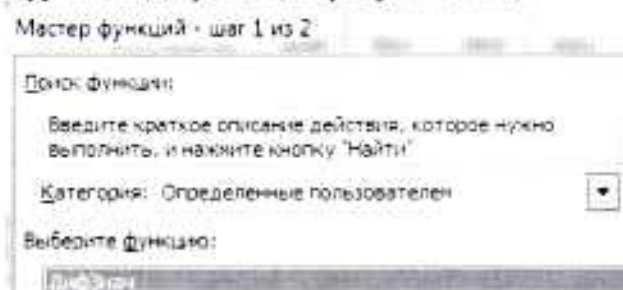 Мастер функций - шаг 1 из 2
Поиск функции:
Введите краткое описание действия, которое нужно
выполнить, и нажмите кнопку "Найти"
Категория: Определенные пользователем
Выберите функцию: